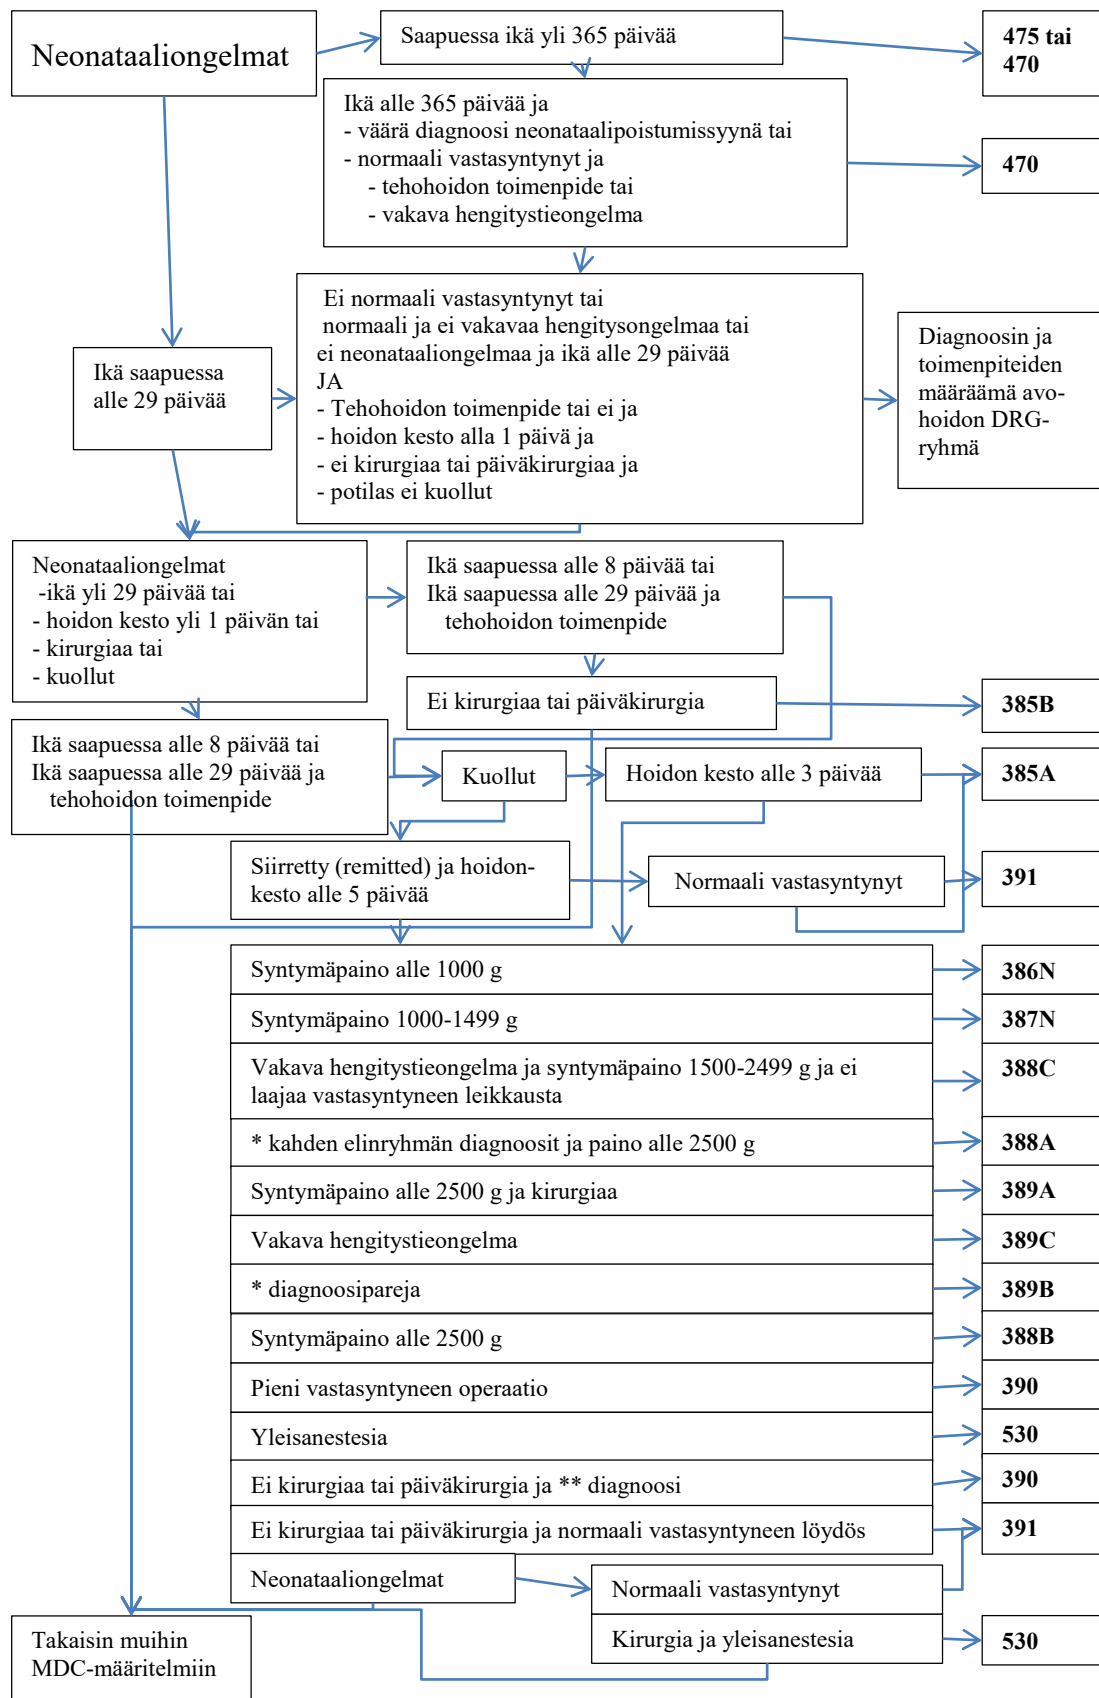 Neonataaliongelmat
Saapuessa ikä yli 365 päivää
475 tai
470
Ikä alle 365 päivää ja
- väärä diagnoosi neonataalipoistumissyynä tai
- normaali vastasyntynyt ja
- tehohoidon toimenpide tai
- vakava hengitystieongelma
470
Ei normaali vastasyntynyt tai
normaali ja ei vakavaa hengitysongelmaa tai
ei neonataaliongelmaa ja ikä alle 29 päivää
JA
- Tehohoidon toimenpide tai ei ja
- hoidon kesto alla 1 päivä ja
- ei kirurgiaa tai päiväkirurgiaa ja
- potilas ei kuollut
Ikä saapuessa
alle 29 päivää
Diagnoosin ja
toimenpiteiden
määräämä avo-
hoidon DRG-
ryhmä
Neonataaliongelmat
-ikä yli 29 päivää tai
- hoidon kesto yli 1 päivän tai
- kirurgiaa tai
- kuollut
Ikä saapuessa alle 8 päivää tai
Ikä saapuessa alle 29 päivää ja
tehohoidon toimenpide
Ei kirurgiaa tai päiväkirurgia
385B
Ikä saapuessa alle 8 päivää tai
Ikä saapuessa alle 29 päivää ja
tehohoidon toimenpide
Kuollut
Hoidon kesto alle 3 päivää
385A
Siirretty (remitted) ja hoidon-
kesto alle 5 päivää
Normaali vastasyntynyt
391
Syntymäpaino alle 1000 g
386N
Syntymäpaino 1000-1499 g
387N
Vakava hengitystieongelma ja syntymäpaino 1500-2499 g ja ei
laajaa vastasyntyneen leikkausta
388C
* kahden elinryhmän diagnoosit ja paino alle 2500 g
388A
Syntymäpaino alle 2500 g ja kirurgiaa
389A
Vakava hengitystieongelma
389C
* diagnoosipareja
389B
Syntymäpaino alle 2500 g
388B
Pieni vastasyntyneen operaatio
390
Yleisanestesia
530
Ei kirurgiaa tai päiväkirurgia ja ** diagnoosi
390
Ei kirurgiaa tai päiväkirurgia ja normaali vastasyntyneen löydös
391
Neonataaliongelmat
Normaali vastasyntynyt
Kirurgia ja yleisanestesia
530
Takaisin muihin
MDC-määritelmiin